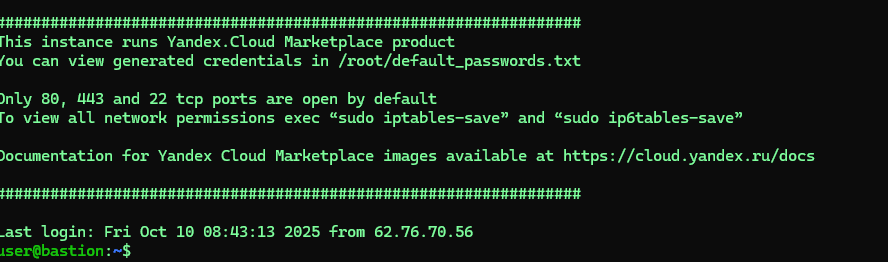 #################################################################
This instance runs Yandex.Cloud Marketplace product
You can view generated credentials in /root/default_passwords.txt

Only 80, 443 and 22 tcp ports are open by default
To view all network permissions exec “sudo iptables-save” and “sudo ip6tables-save”

Documentation for Yandex Cloud Marketplace images available at https://cloud.yandex.ru/docs

#################################################################

Last login: Fri Oct 10 08:43:13 2025 from 62.76.70.56
user@bastion:~$